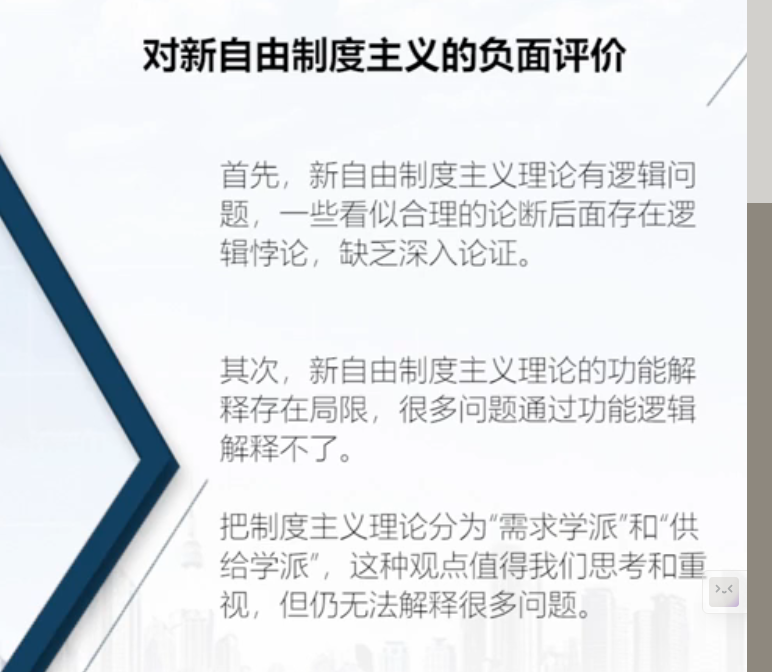 对新自由制度主义的负面评价
首先，新自由制度主义理论有逻辑问
题，一些看似合理的论断后面存在逻
辑悖论，缺乏深入论证。
其次，新自由制度主义理论的功能解
释存在局限，很多问题通过功能逻辑
解释不了。
把制度主义理论分为“需求学派”和“供
给学派”，这种观点值得我们思考和重
视，但仍无法解释很多问题。